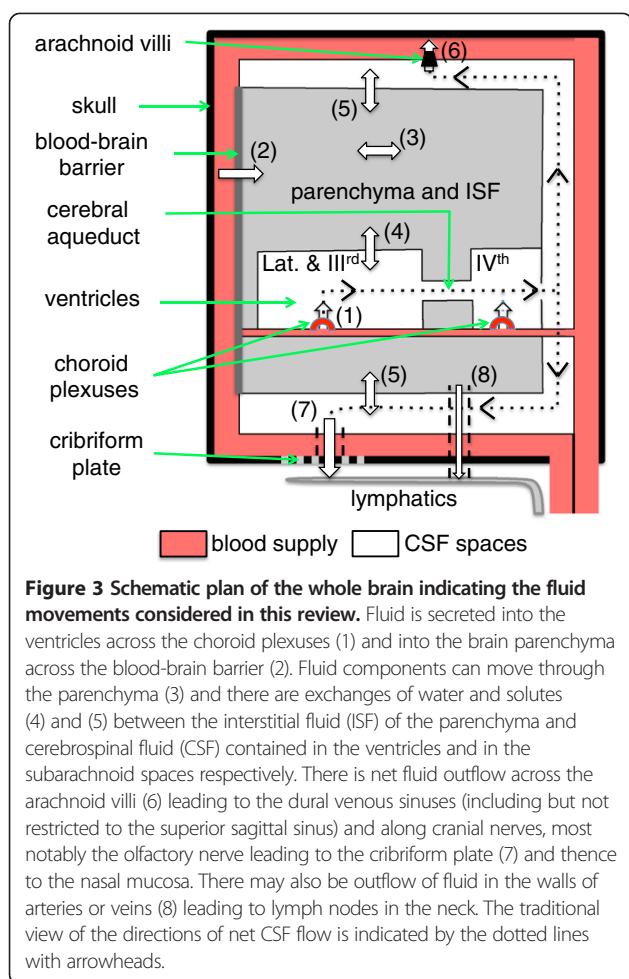 arachnoid villi
(6)
skull
(5)
blood-brain
barrier
(2)
(3)
parenchyma and ISF
cerebral
aqueduct
(4)
Lat. & IIIrd
IVth
ventricles
(1)
choroid
plexuses
(5)
(8)
(7)
cribriform
plate
lymphatics
blood supply
CSF spaces
Figure 3 Schematic plan of the whole brain indicating the fluid
movements considered in this review. Fluid is secreted into the
ventricles across the choroid plexuses (1) and into the brain parenchyma
across the blood-brain barrier (2). Fluid components can move through
the parenchyma (3) and there are exchanges of water and solutes
(4) and (5) between the interstitial fluid (ISF) of the parenchyma and
cerebrospinal fluid (CSF) contained in the ventricles and in the
subarachnoid spaces respectively. There is net fluid outflow across the
arachnoid villi (6) leading to the dural venous sinuses (including but not
restricted to the superior sagittal sinus) and along cranial nerves, most
notably the olfactory nerve leading to the cribriform plate (7) and thence
to the nasal mucosa. There may also be outflow of fluid in the walls of
arteries or veins (8) leading to lymph nodes in the neck. The traditional
view of the directions of net CSF flow is indicated by the dotted lines
with arrowheads.